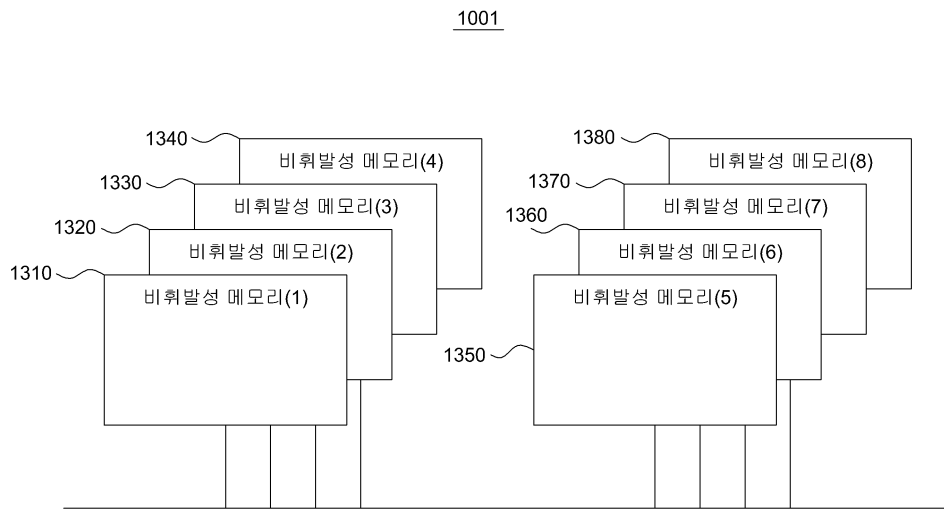 1001
1340
비휘발성 메모리(4)
1380
비휘발성 메모리(8)
1330
비휘발성 메모리(3)
1370
비휘발성 메모리(7)
1320
비휘발성 메모리(2)
1360
비휘발성 메모리(6)
1310
비휘발성 메모리(1)
비휘발성 메모리(5)
1350